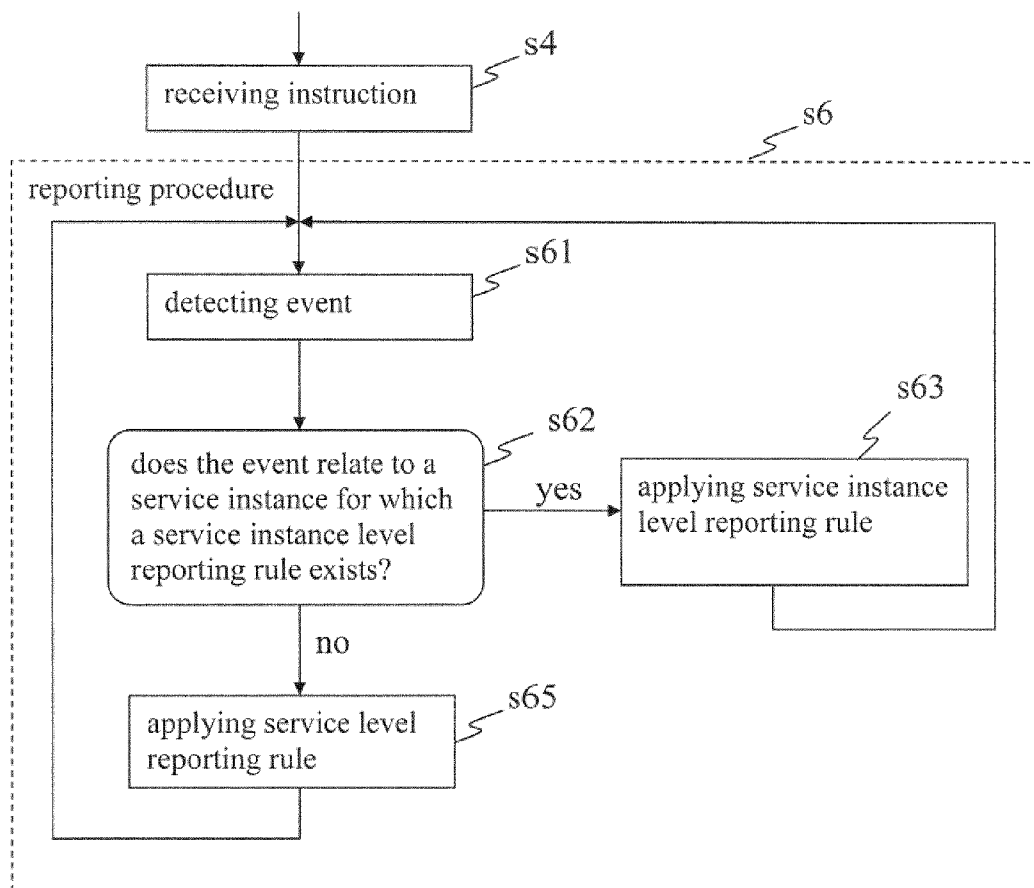 s4
receiving instruction
s6
reporting procedure
s61
detecting event
s62
does the event relate to a
service instance for which
a service instance level
reporting rule exists?
yes
s63
applying service instance
level reporting rule
no
s65
applying service level
reporting rule